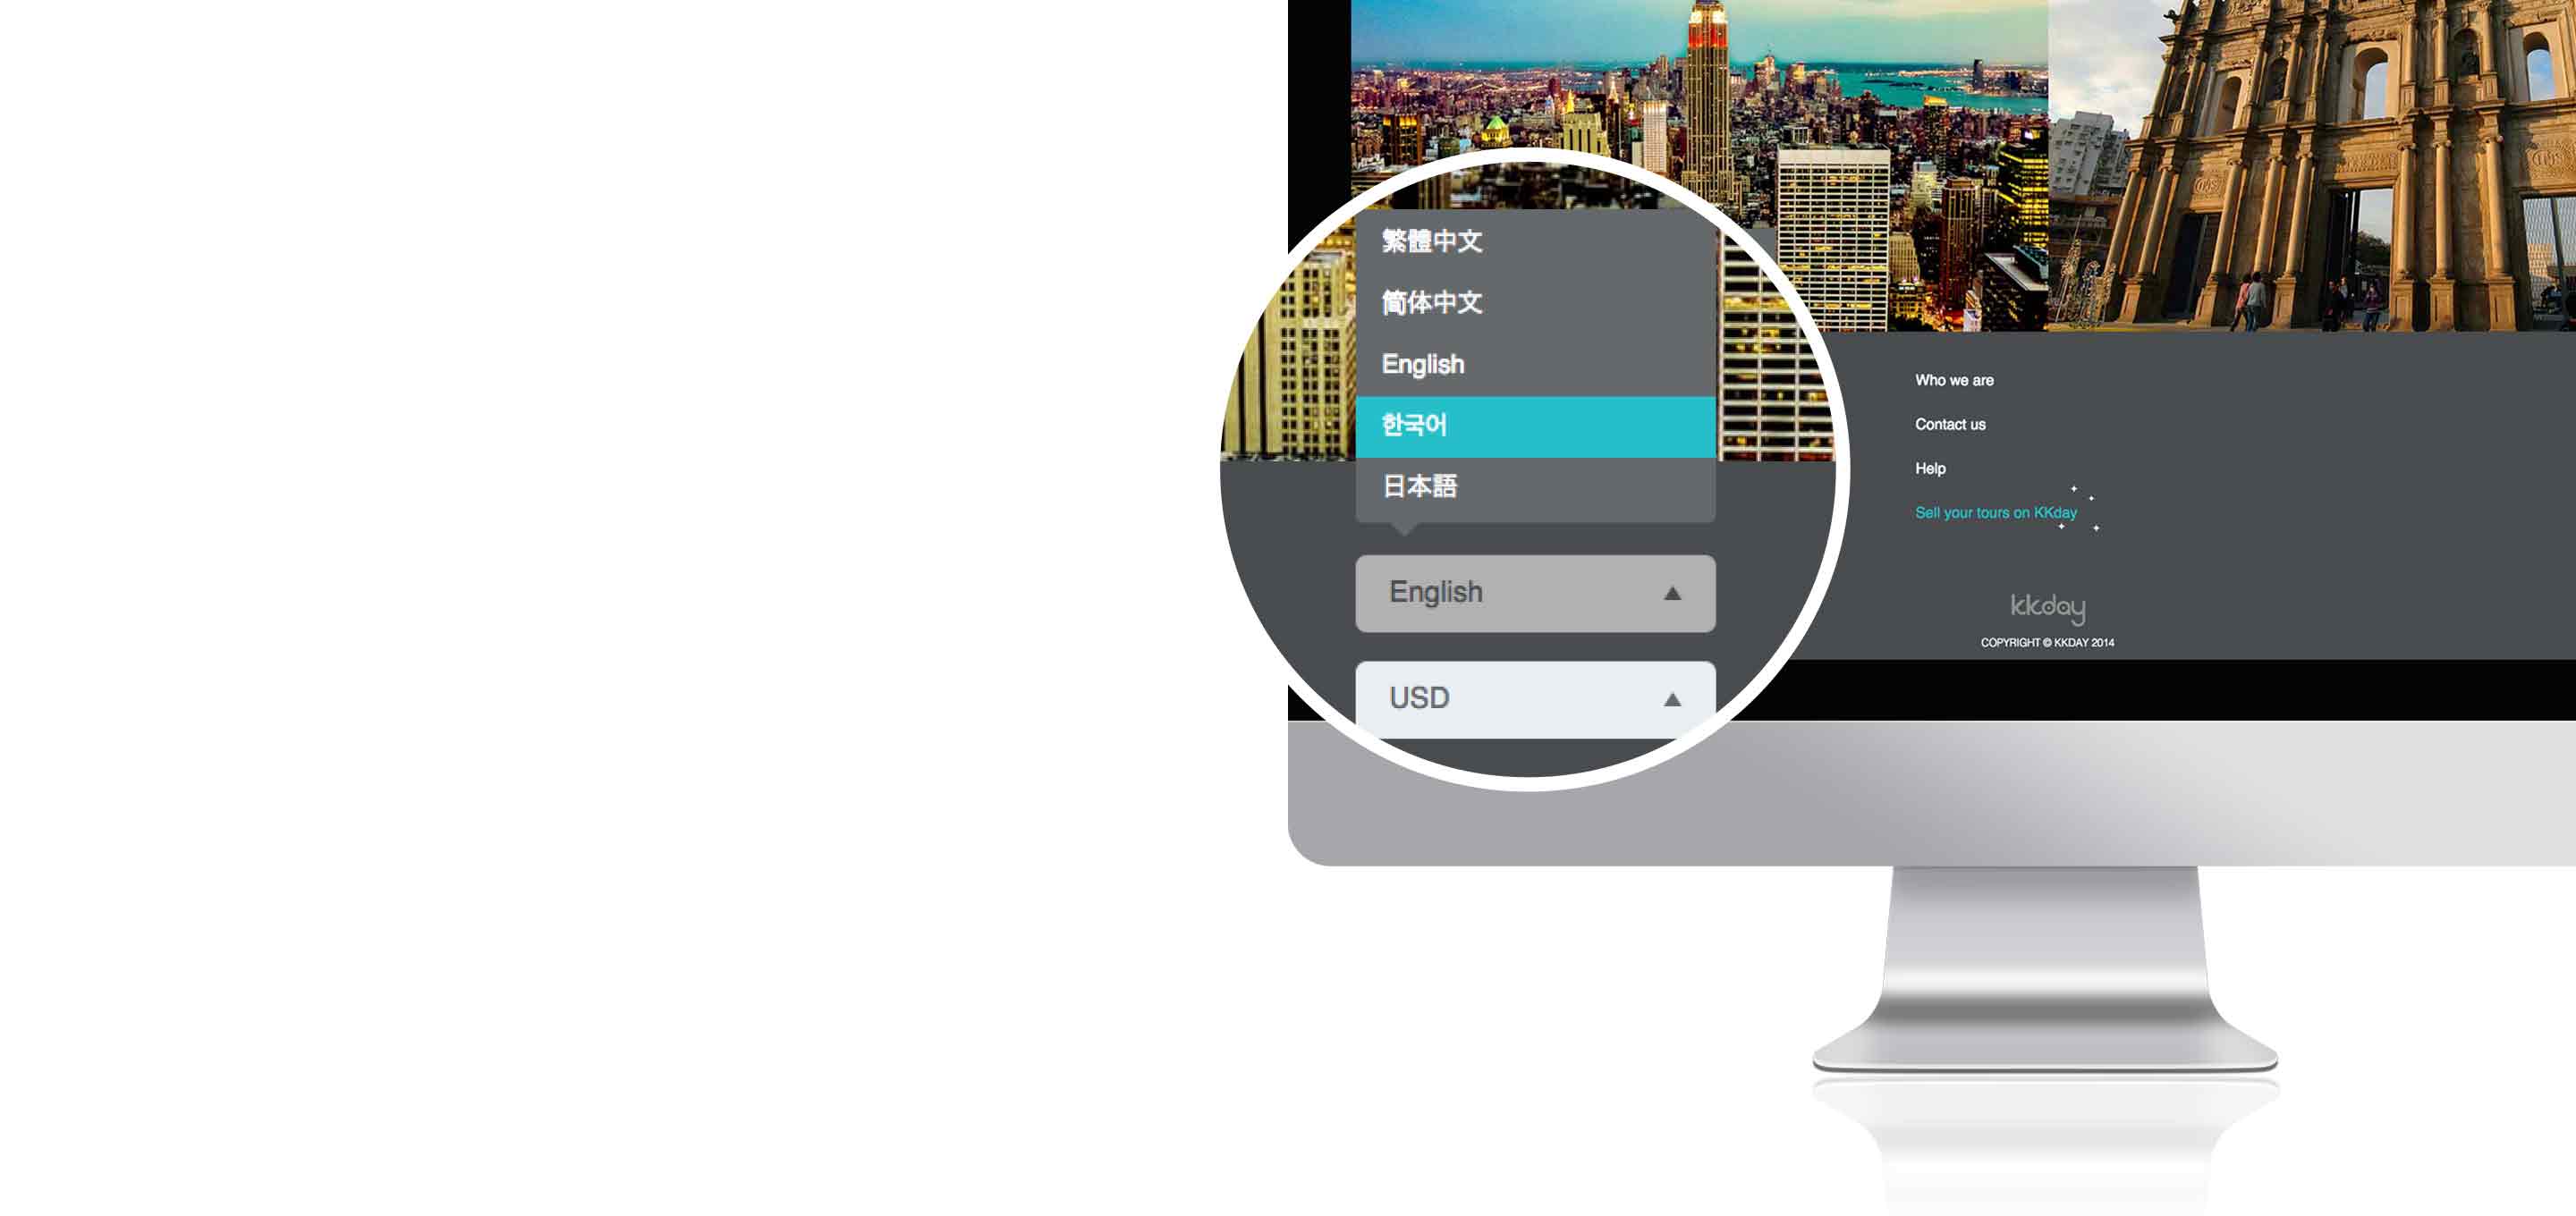 繁體中文
简体中文
English
한국어
日本語
English
USD
Who we are
Contact us
Help
Sell your tours on KKday
kkday
COPYRIGHT © KKDAY 2014